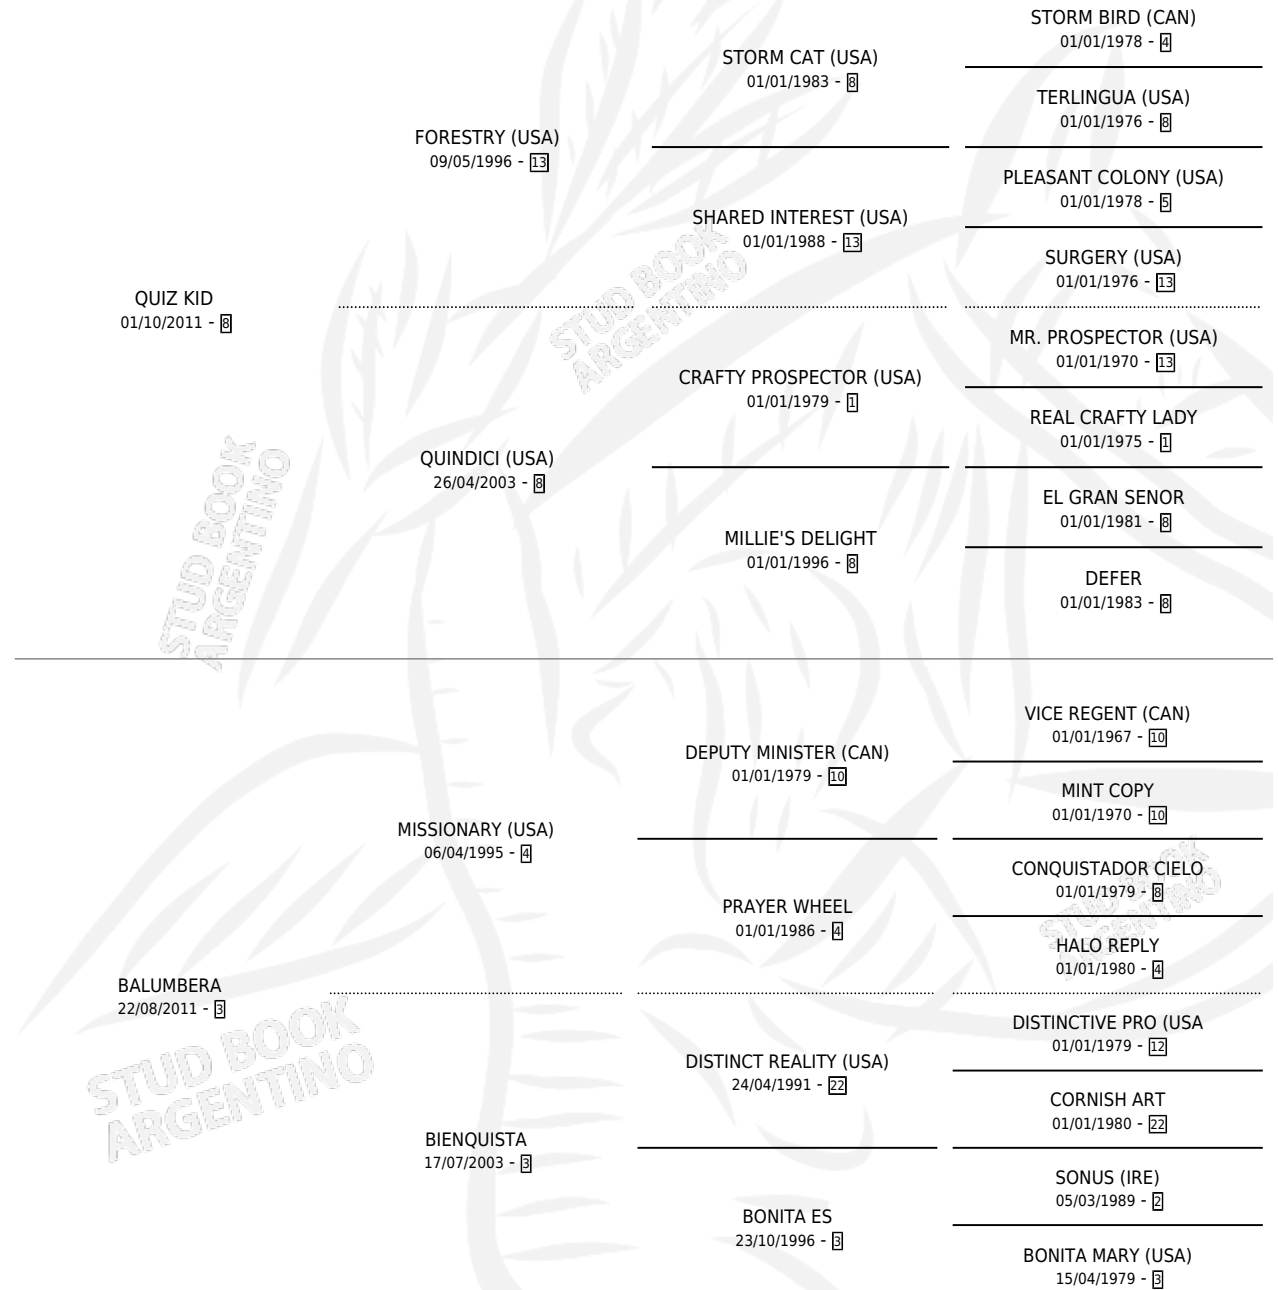 STORM BIRD (CAN)
01/01/1978 - 4
STORM CAT (USA)
01/01/1983 - 8
TERLINGUA (USA)
01/01/1976 - 8
FORESTRY (USA)
09/05/1996 - 13
PLEASANT COLONY (USA)
01/01/1978 - 5
SHARED INTEREST (USA)
01/01/1988 - 13
SURGERY (USA)
01/01/1976 - 13
QUIZ KID
01/10/2011 - 8
STUD BOOK
ARGENTINO
MR. PROSPECTOR (USA)
01/01/1970 - 13
CRAFTY PROSPECTOR (USA)
01/01/1979 - 1
REAL CRAFTY LADY
01/01/1975 - 1
QUINDICI (USA)
26/04/2003 - 8
EL GRAN SENOR
01/01/1981 - 8
MILLIE'S DELIGHT
01/01/1996 - 8
DEFER
01/01/1983 - 8
STUD BOOK
ARGENTINO
VICE REGENT (CAN)
01/01/1967 - 10
DEPUTY MINISTER (CAN)
01/01/1979 - 10
MINT COPY
01/01/1970 - 10
MISSIONARY (USA)
06/04/1995 - 4
CONQUISTADOR CIELO
01/01/1979 - 8
PRAYER WHEEL
01/01/1986 - 4
HALO REPLY
01/01/1980 - 4
STUD BOOK
ARGENTINO
BALUMBERA
22/08/2011 - 3
STUD BOOK
ARGENTINO
DISTINCTIVE PRO (USA
01/01/1979 - 12
DISTINCT REALITY (USA)
24/04/1991 - 22
CORNISH ART
01/01/1980 - 22
BIENQUISTA
17/07/2003 - 3
SONUS (IRE)
05/03/1989 - 2
BONITA ES
23/10/1996 - 3
BONITA MARY (USA)
15/04/1979 - 3